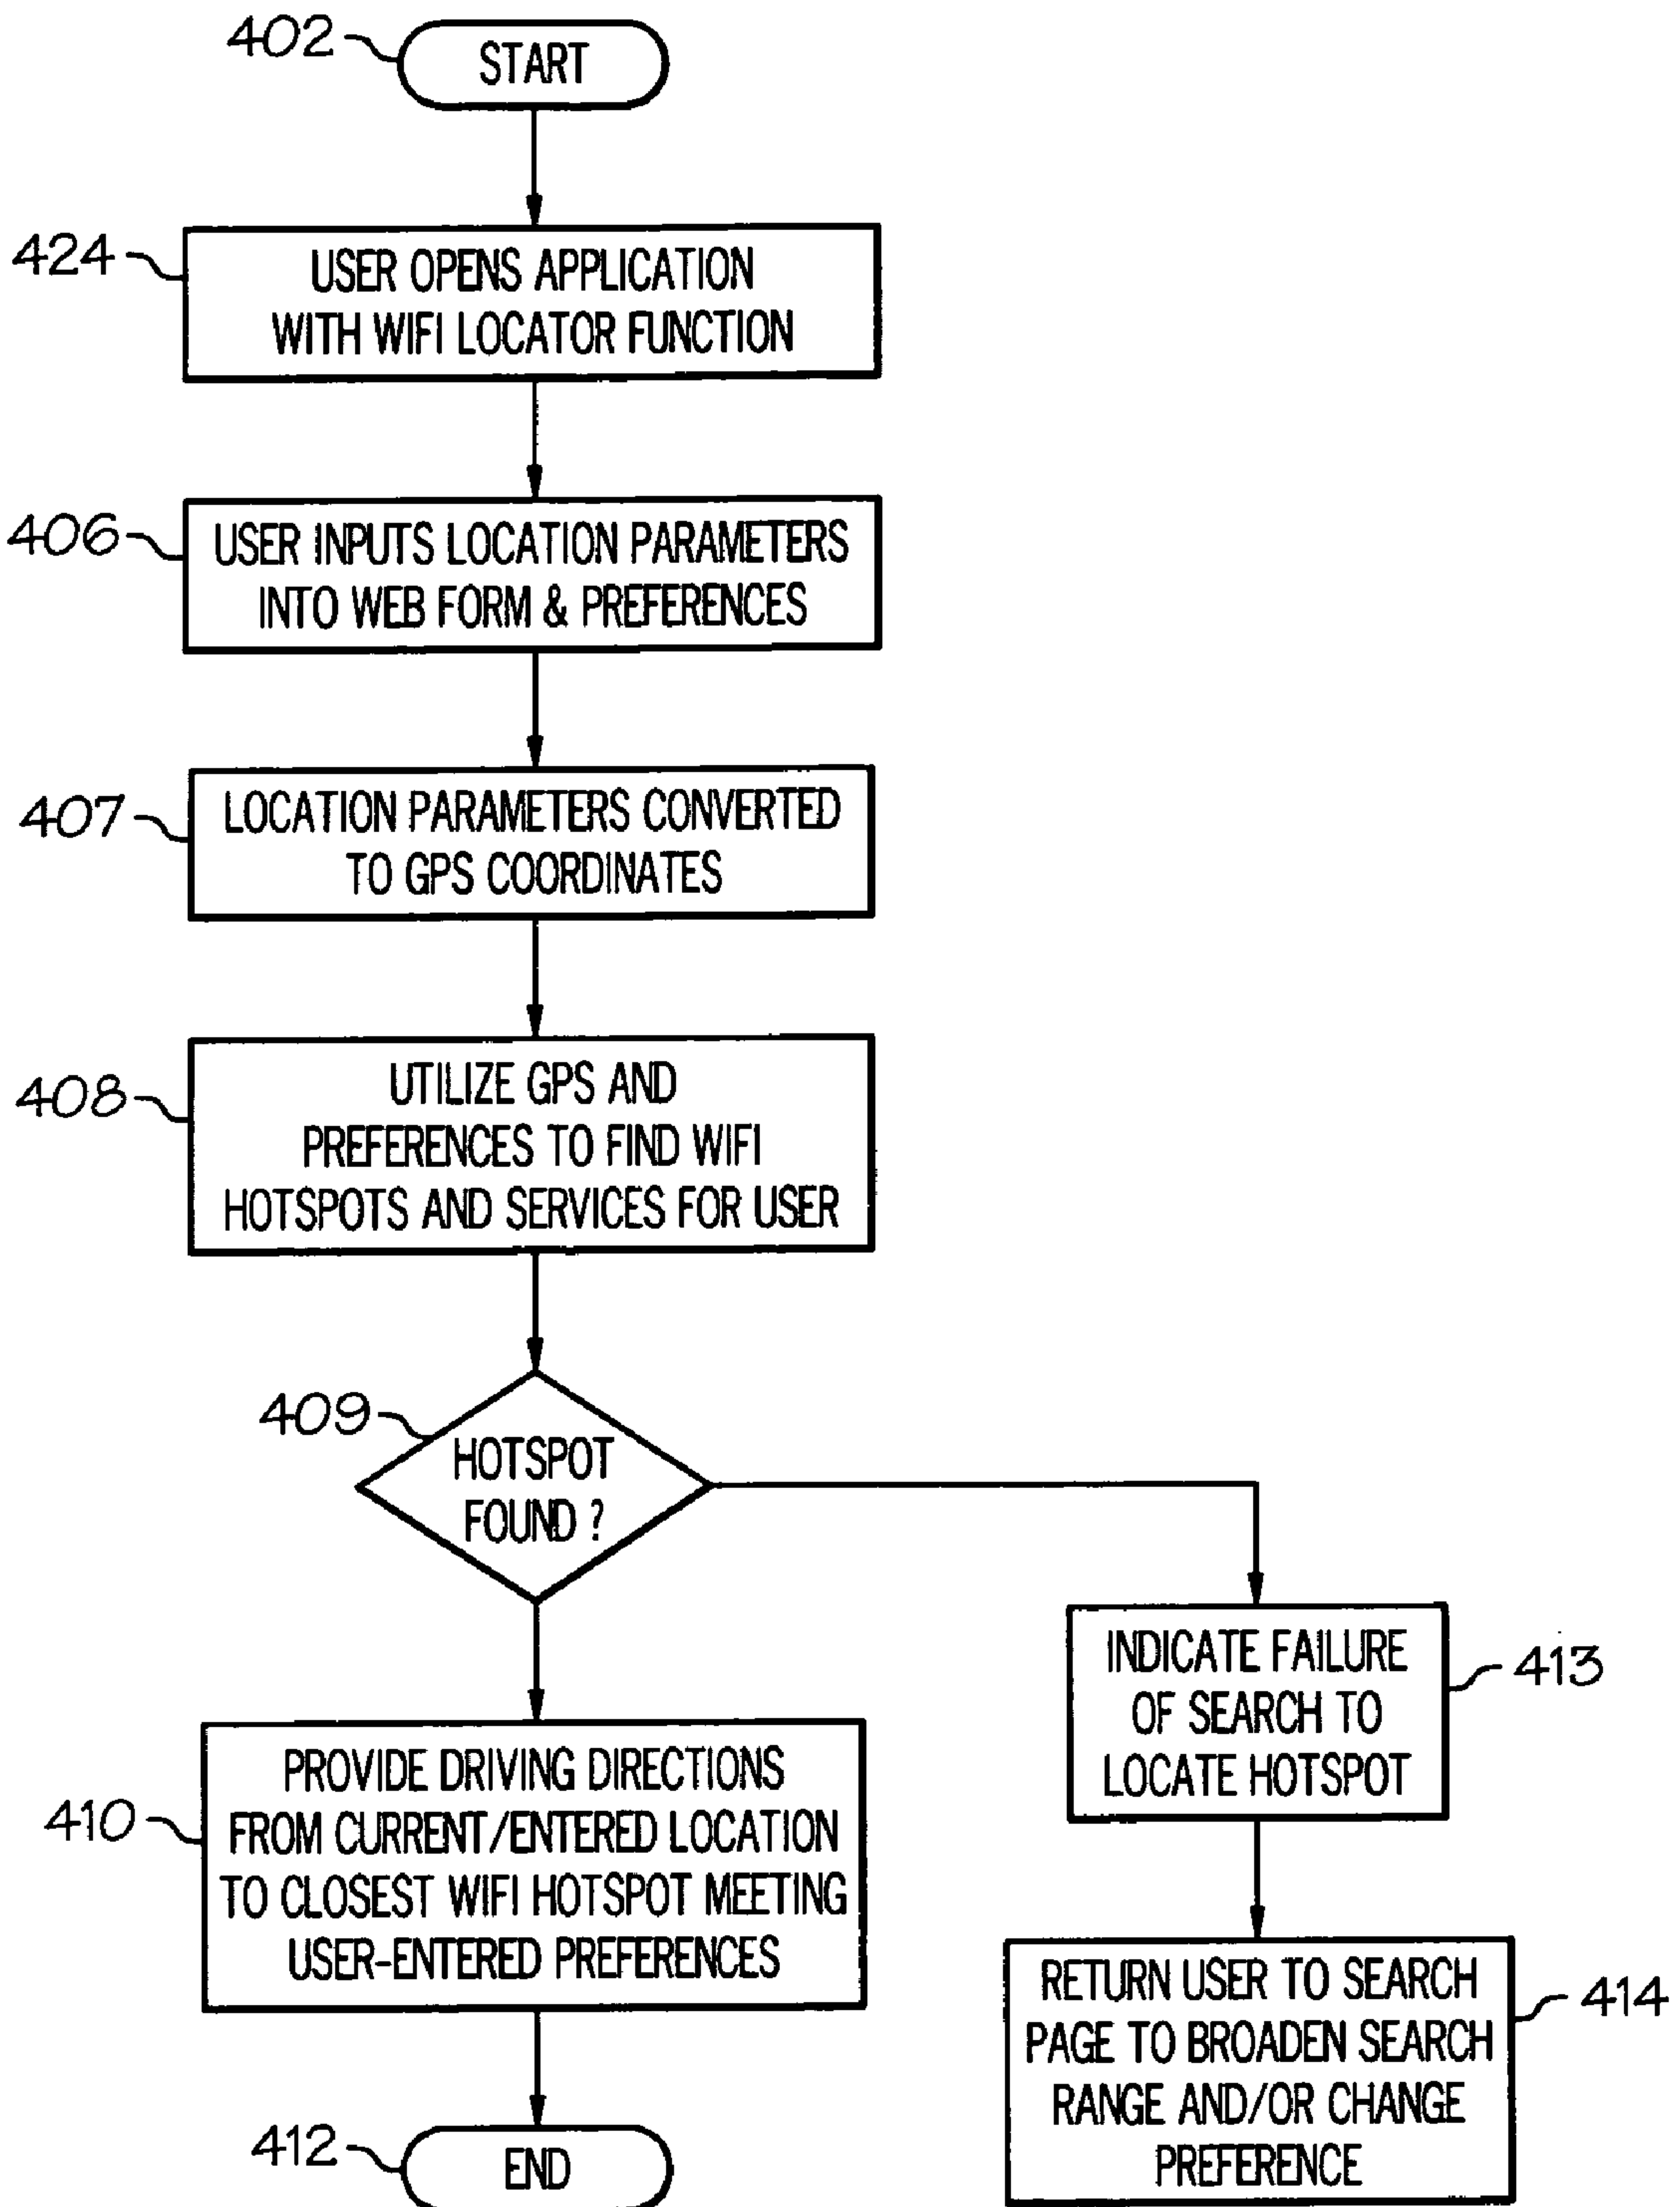 402
START
424
USER OPENS APPLICATION
WITH WIFI LOCATOR FUNCTION
406
USER INPUTS LOCATION PARAMETERS
INTO WEB FORM & PREFERENCES
407
LOCATION PARAMETERS CONVERTED
TO GPS COORDINATES
408
UTILIZE GPS AND
PREFERENCES TO FIND WIFI
HOTSPOTS AND SERVICES FOR USER
409
HOTSPOT
FOUND ?
410
PROVIDE DRIVING DIRECTIONS
FROM CURRENT/ENTERED LOCATION
TO CLOSEST WIFI HOTSPOT MEETING
USER-ENTERED PREFERENCES
412
END
INDICATE FAILURE
OF SEARCH TO
LOCATE HOTSPOT
413
RETURN USER TO SEARCH
PAGE TO BROADEN SEARCH
RANGE AND/OR CHANGE
PREFERENCE
414